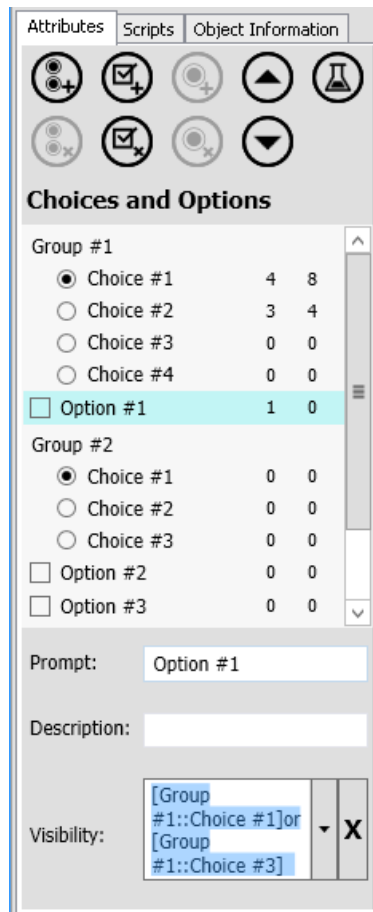 Attributes Scripts Object Information
Choices and Options
Group #1
Choice #1 4 8
Choice #2 3 4
Choice #3 0 0
Choice #4 0 0
Option #1 1 0
Group #2
Choice #1 0 0
Choice #2 0 0
Choice #3 0 0
Option #2 0 0
Option #3 0 0
Prompt: Option #1
Description:
[Group
#1::Choice #1]or
Visibility: [Group X
#1::Choice #3]